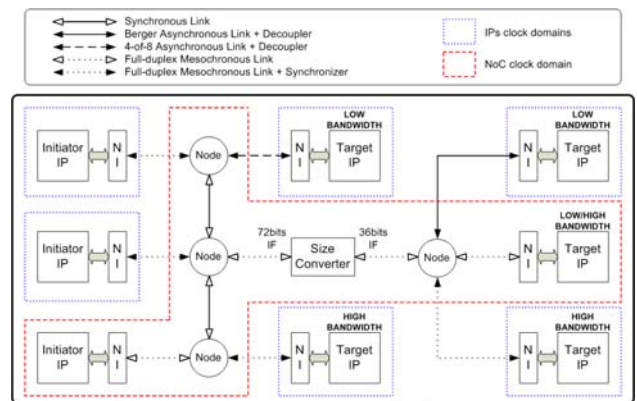 Synchronous Link
Berger Asynchronous Link + Decoupler
4-of-8 Asynchronous Link + Decoupler
Full-duplex Mesochronous Link
Full-duplex Mesochronous Link + Synchronizer
IPs clock domains
NoC clock domain
Initiator
IP
N
I
Node
LOW
BANDWIDTH
N
I
Target
IP
LOW
BANDWIDTH
N
I
Target
IP
Initiator
IP
N
I
Node
72bits
IF
Size
Converter
36bits
IF
Node
LOW/HIGH
BANDWIDTH
N
I
Target
IP
Initiator
IP
N
I
Node
HIGH
BANDWIDTH
N
I
Target
IP
HIGH
BANDWIDTH
N
I
Target
IP